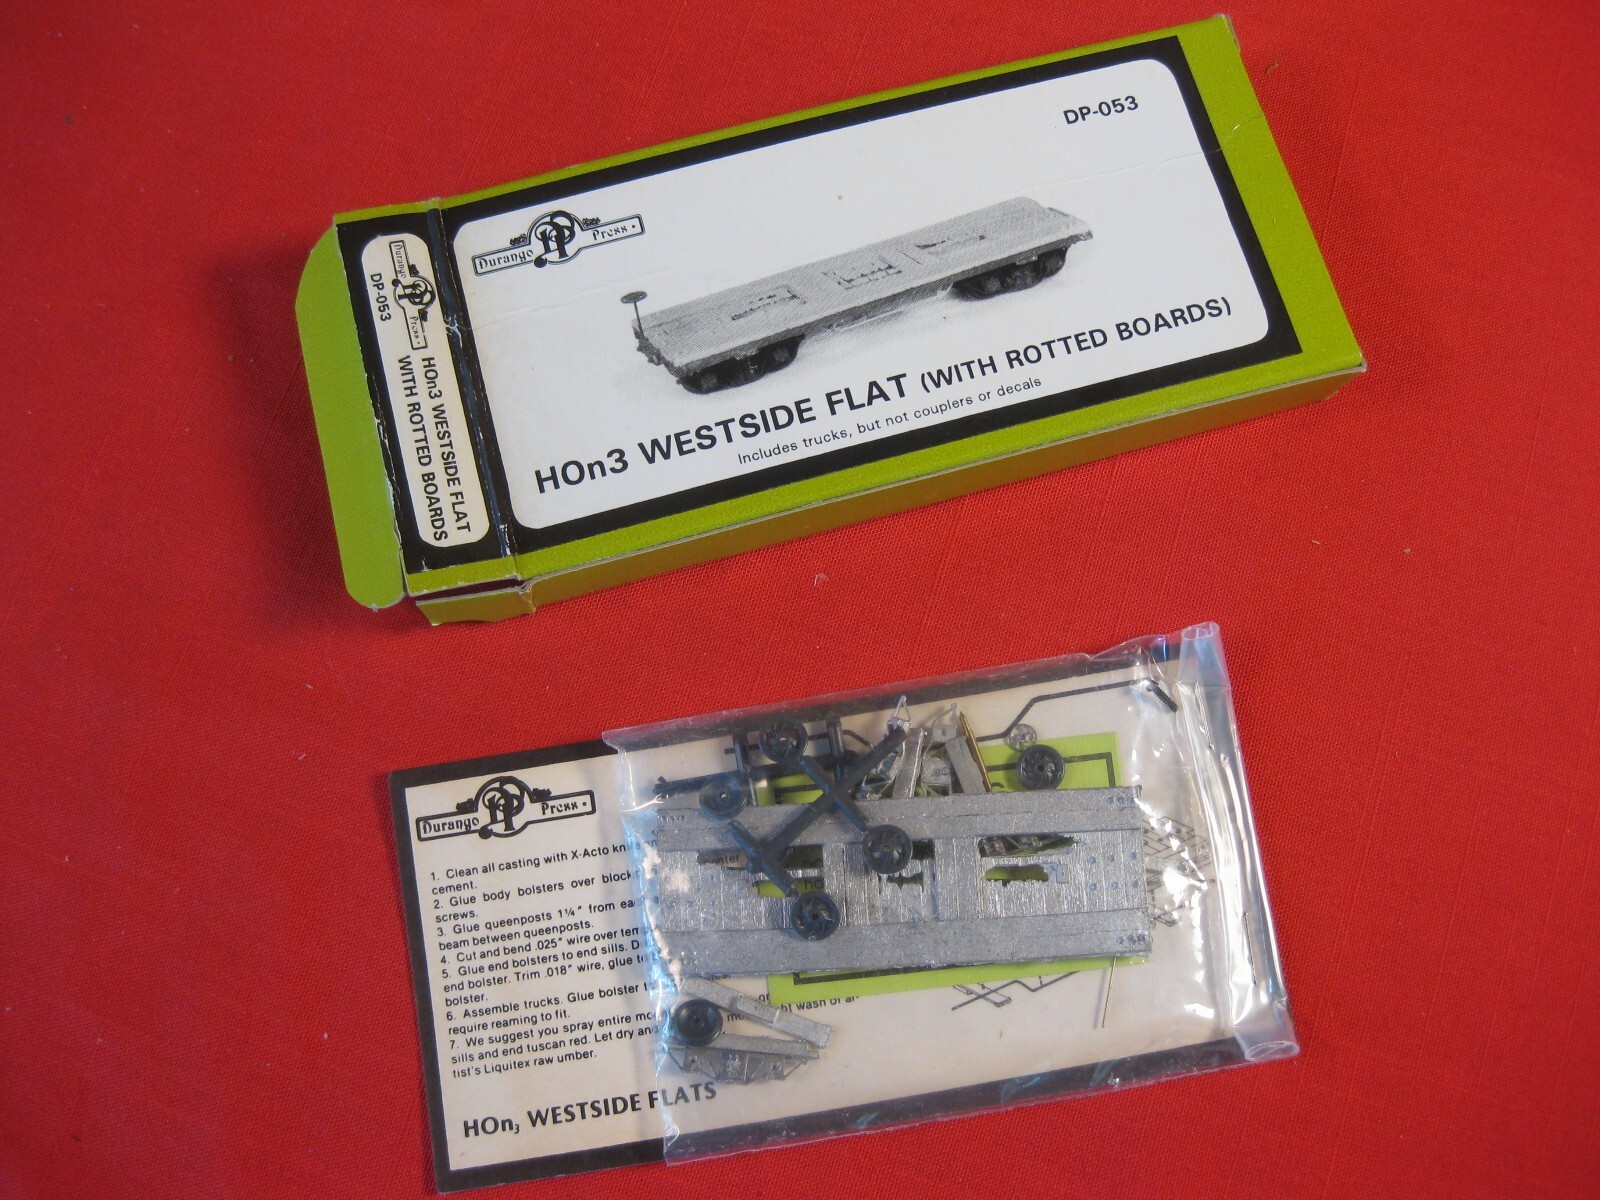 DP-053
Durango Press
HOn3 WESTSIDE FLAT (WITH ROTTED BOARDS)
Includes trucks, but not couplers or decals
Durango Press
DP-053
HOn3 WESTSIDE FLAT
WITH ROTTED BOARDS
Durango Press
1. Clean all casting with X-Acto
cement.
2. Glue body bolsters over
screws.
3. Glue queenposts 1¼" from
beam between queenposts.
4. Cut and bend .025" wire over
5. Glue end bolsters to end sills.
end bolster. Trim .018" wire, glue to
bolster.
6. Assemble trucks. Glue bolster
require reaming to fit.
7. We suggest you spray entire
sills and end tuscan red. Let dry and
tist's Liquitex raw umber.
wash of ar-
HOn3 WESTSIDE FLATS